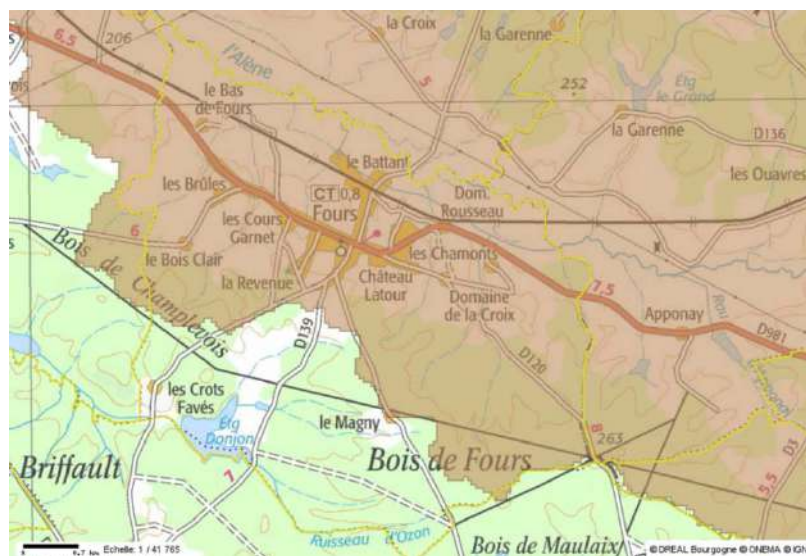 6,5
206
l'Alène
la Croix
la Garenne
5
252
Étg
le Grand
la Garenne
D136
le Bas
de Fours
le Battant
les Ouavres
les Brûles
CT 0,8
Fours
Dom.
Rousseau
les Cours
Garnet
6
le Bois Clair
les Chamonts
la Revenue
Château
Latour
Domaine
de la Croix
7,5
Apponay
D981
Bois de Champlevois
D139
D120
les Crots
Favés
Étg
Donjon
le Magny
8
263
D3
Briffault
7
Bois de Fours
5,5
Ruisseau d'Ozon
Bois de Maulaix
Echelle: 1 / 41 765
© DREAL Bourgogne © ONEMA © IGN